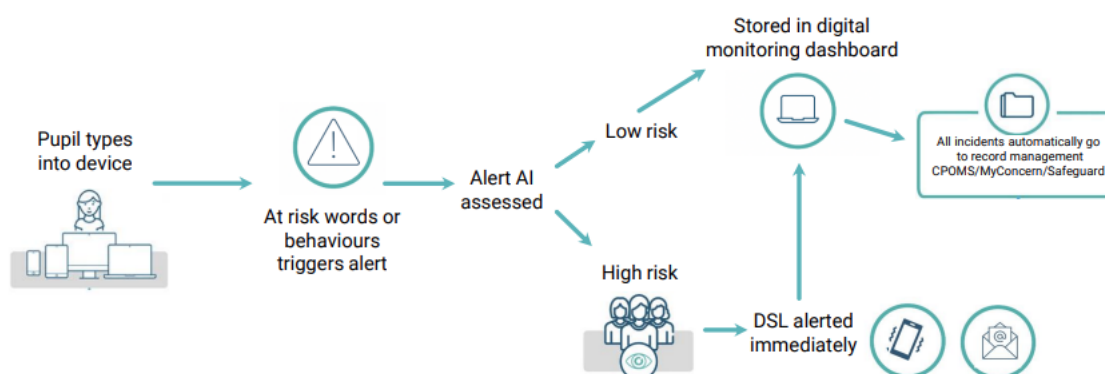 Pupil types
into device
At risk words or
behaviours
triggers alert
Alert AI
assessed
Low risk
Stored in digital
monitoring dashboard
All incidents automatically go
to record management
CPOMS/MyConcern/Safeguard
High risk
DSL alerted
immediately
@